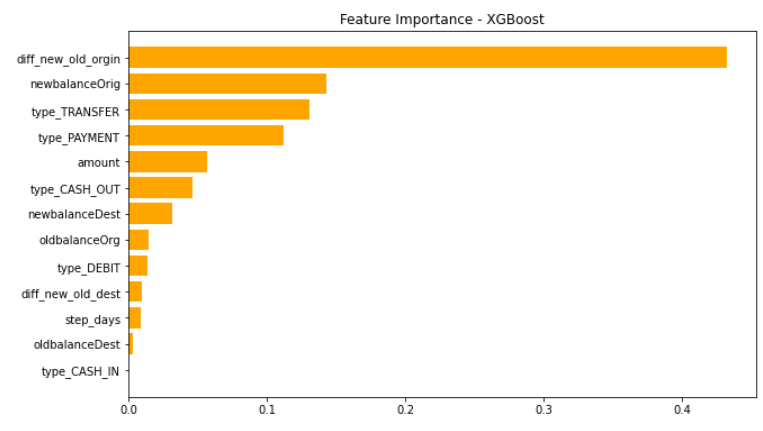 Feature Importance - XGBoost
diff_new_old_orgin
newbalanceOrig
type_TRANSFER
type_PAYMENT
amount
type_CASH_OUT
newbalanceDest
oldbalanceOrg
type_DEBIT
diff_new_old_dest
step_days
oldbalanceDest
type_CASH_IN
0.0 0.1 0.2 0.3 0.4